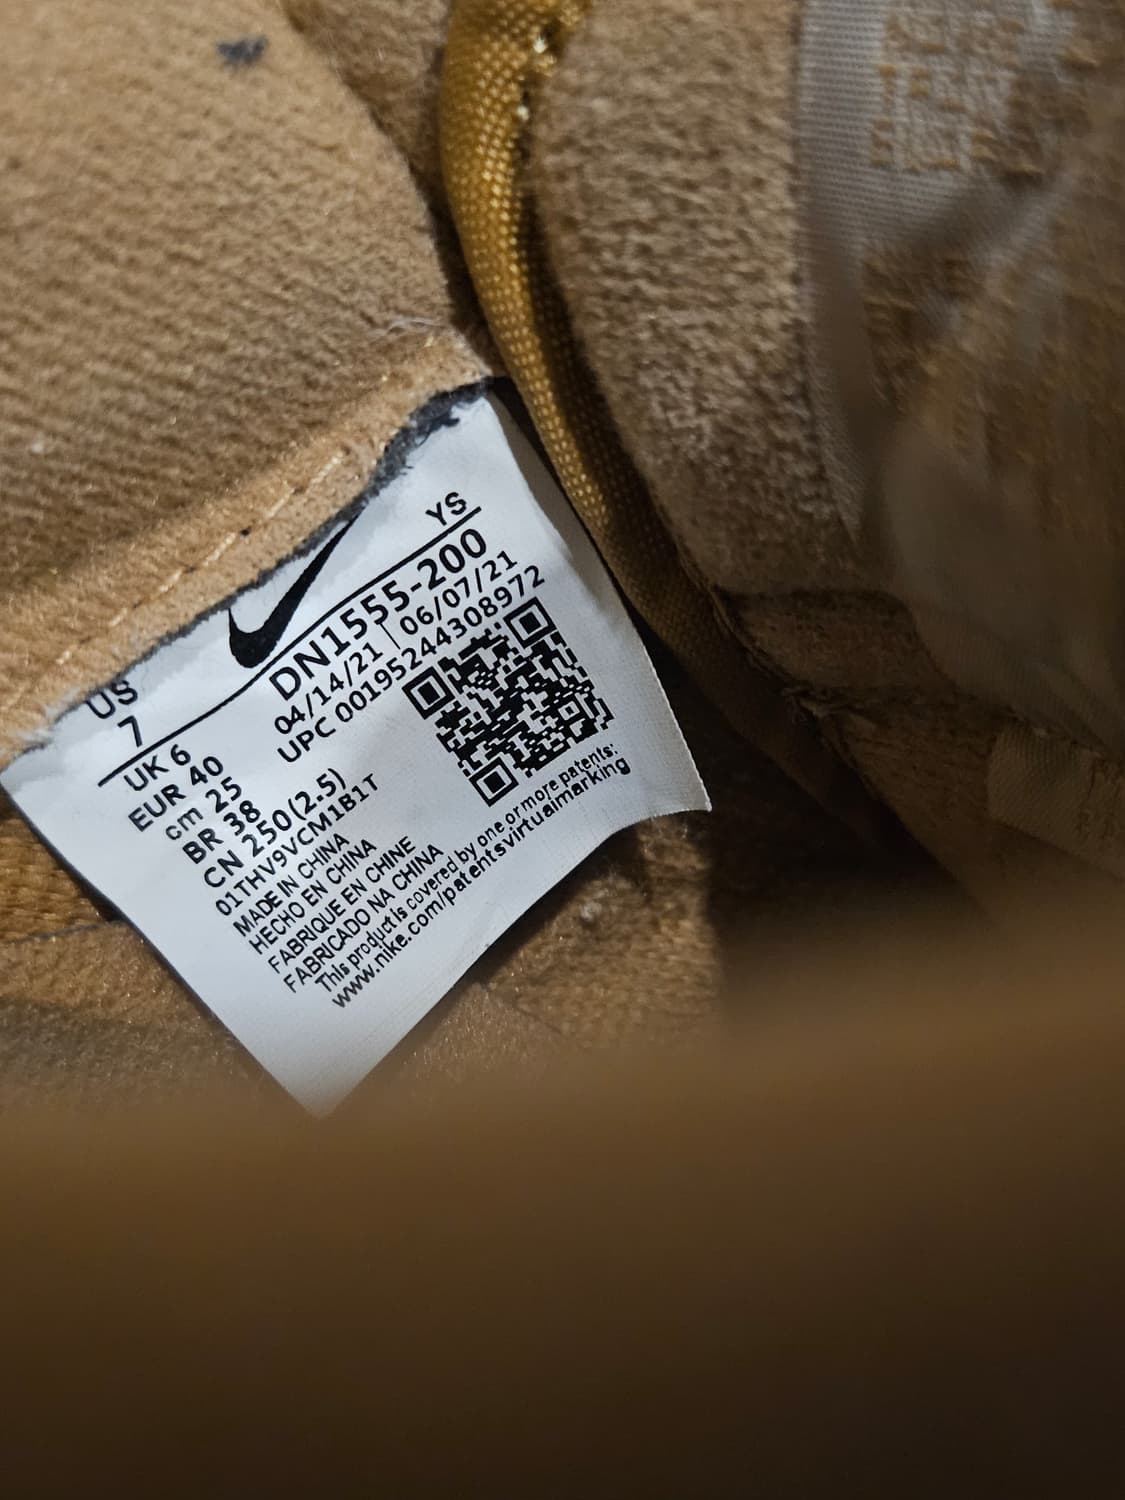 YS
US
7
DN1555-200
04/14/21 | 06/07/21
UPC 00195244308972
UK 6
EUR 40
cm 25
BR 38
CN 250(2.5)
01THV9VCM1B1T
MADE IN CHINA
HECHO EN CHINA
FABRIQUE EN CHINE
FABRICADO NA CHINA
This product is covered by one or more patents:
www.nike.com/patentsvirtualmarking